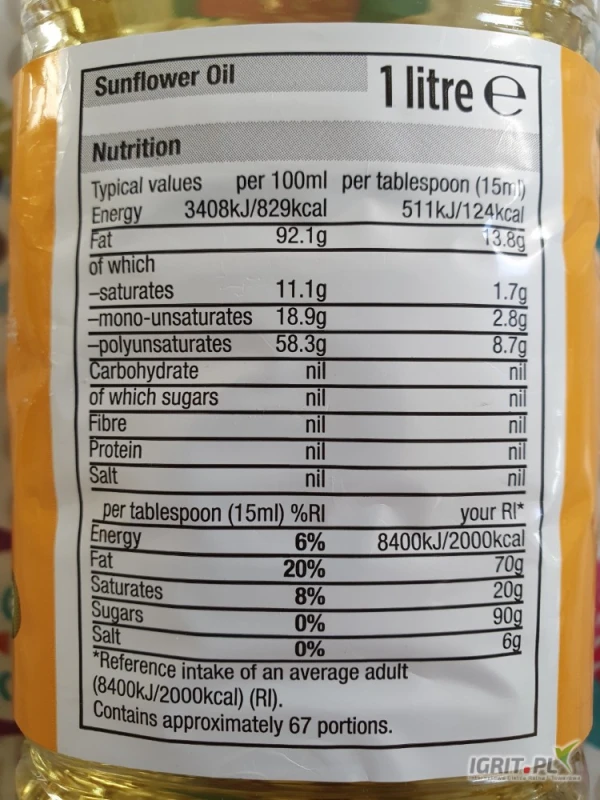 Sunflower Oil 1 litre ℮
Nutrition
Typical values per 100ml per tablespoon (15ml)
Energy 3408kJ/829kcal 511kJ/124kcal
Fat 92.1g 13.8g
of which
–saturates 11.1g 1.7g
–mono-unsaturates 18.9g 2.8g
–polyunsaturates 58.3g 8.7g
Carbohydrate nil nil
of which sugars nil nil
Fibre nil nil
Protein nil nil
Salt nil nil
per tablespoon (15ml) %RI your RI*
Energy 6% 8400kJ/2000kcal
Fat 20% 70g
Saturates 8% 20g
Sugars 0% 90g
Salt 0% 6g
*Reference intake of an average adult
(8400kJ/2000kcal) (RI).
Contains approximately 67 portions.
IGRIT.PL